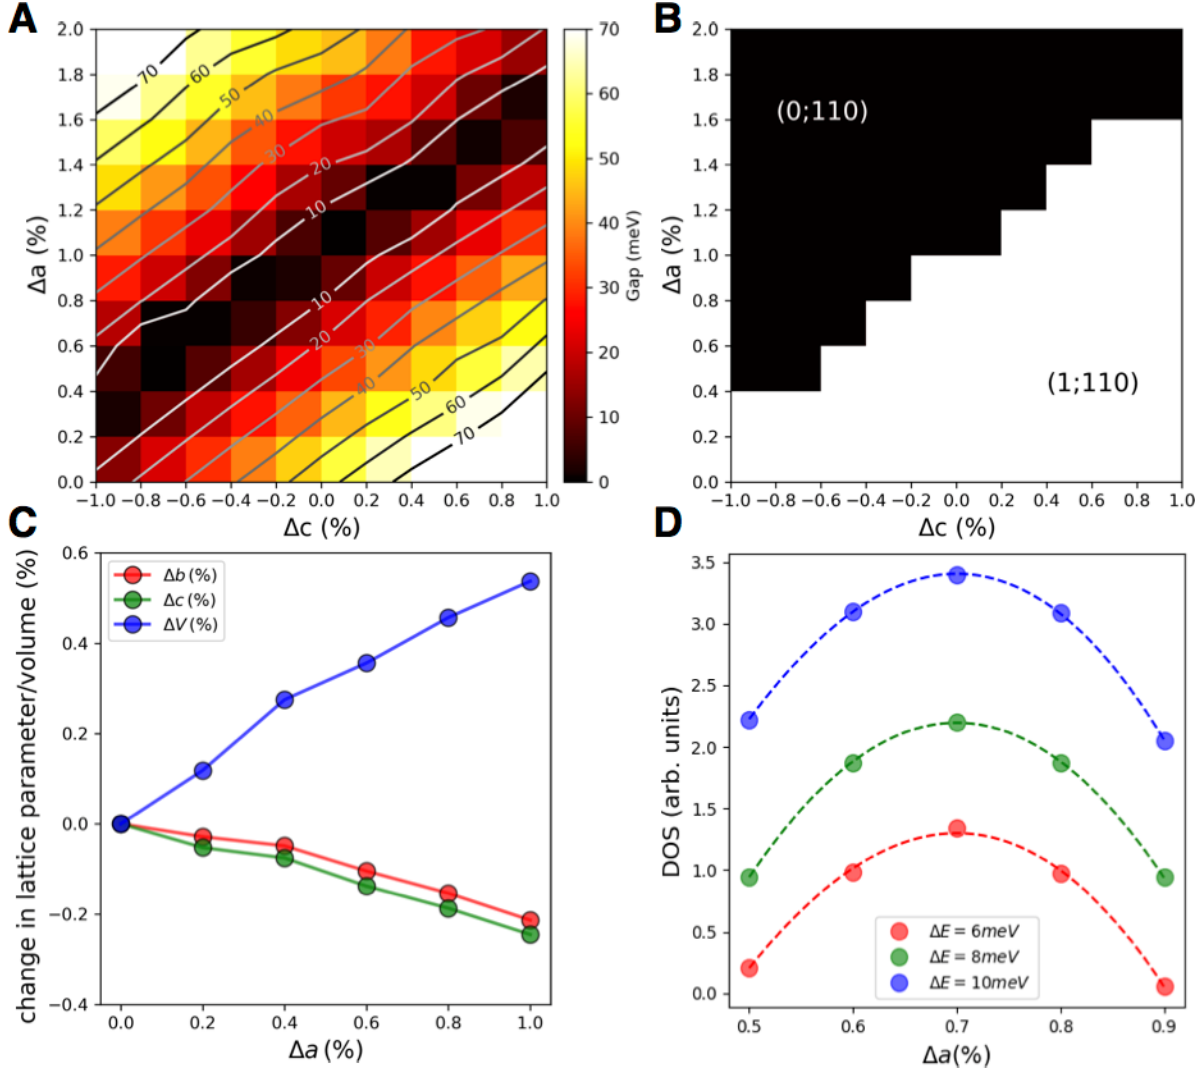 A
2.0
1.8
1.6
1.4
1.2
1.0
0.8
0.6
0.4
0.2
0.0
Δa (%)
−1.0 −0.8 −0.6 −0.4 −0.2 0.0 0.2 0.4 0.6 0.8 1.0
Δc (%)
70
60
50
40
30
20
10
10
20
30
40
50
60
70
70
60
50
40
30
20
10
0
Gap (meV)
B
2.0
1.8
1.6
1.4
1.2
1.0
0.8
0.6
0.4
0.2
0.0
Δa (%)
(0;110)
(1;110)
−1.0 −0.8 −0.6 −0.4 −0.2 0.0 0.2 0.4 0.6 0.8 1.0
Δc (%)
C
0.6
0.4
0.2
0.0
−0.2
−0.4
change in lattice parameter/volume (%)
Δb (%)
Δc (%)
ΔV (%)
0.0 0.2 0.4 0.6 0.8 1.0
Δa (%)
D
3.5
3.0
2.5
2.0
1.5
1.0
0.5
0.0
DOS (arb. units)
ΔE = 6meV
ΔE = 8meV
ΔE = 10meV
0.5 0.6 0.7 0.8 0.9
Δa(%)